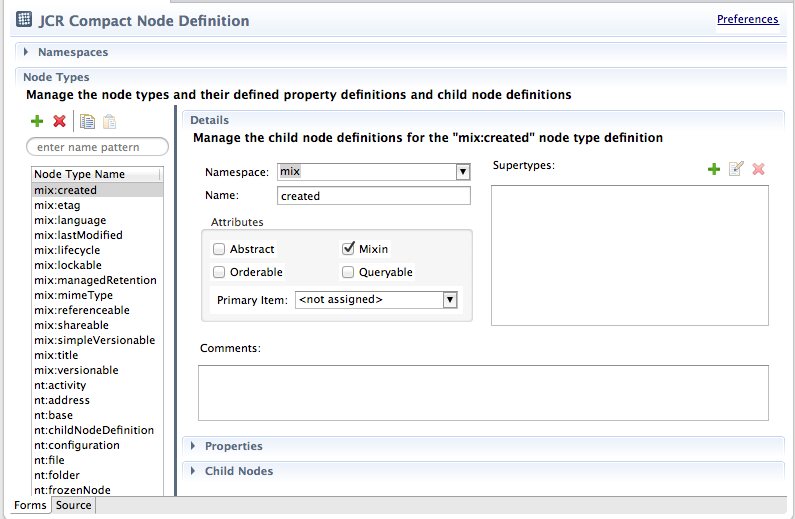 JCR Compact Node Definition
Preferences
Namespaces
Node Types
Manage the node types and their defined property definitions and child node definitions
enter name pattern
Node Type Name
mix:created
mix:etag
mix:language
mix:lastModified
mix:lifecycle
mix:lockable
mix:managedRetention
mix:mimeType
mix:referenceable
mix:shareable
mix:simpleVersionable
mix:title
mix:versionable
nt:activity
nt:address
nt:base
nt:childNodeDefinition
nt:configuration
nt:file
nt:folder
nt:frozenNode
Details
Manage the child node definitions for the "mix:created" node type definition
Namespace: mix
Name: created
Attributes
Abstract Mixin
Orderable Queryable
Primary Item: <not assigned>
Supertypes:
Comments:
Properties
Child Nodes
Forms Source